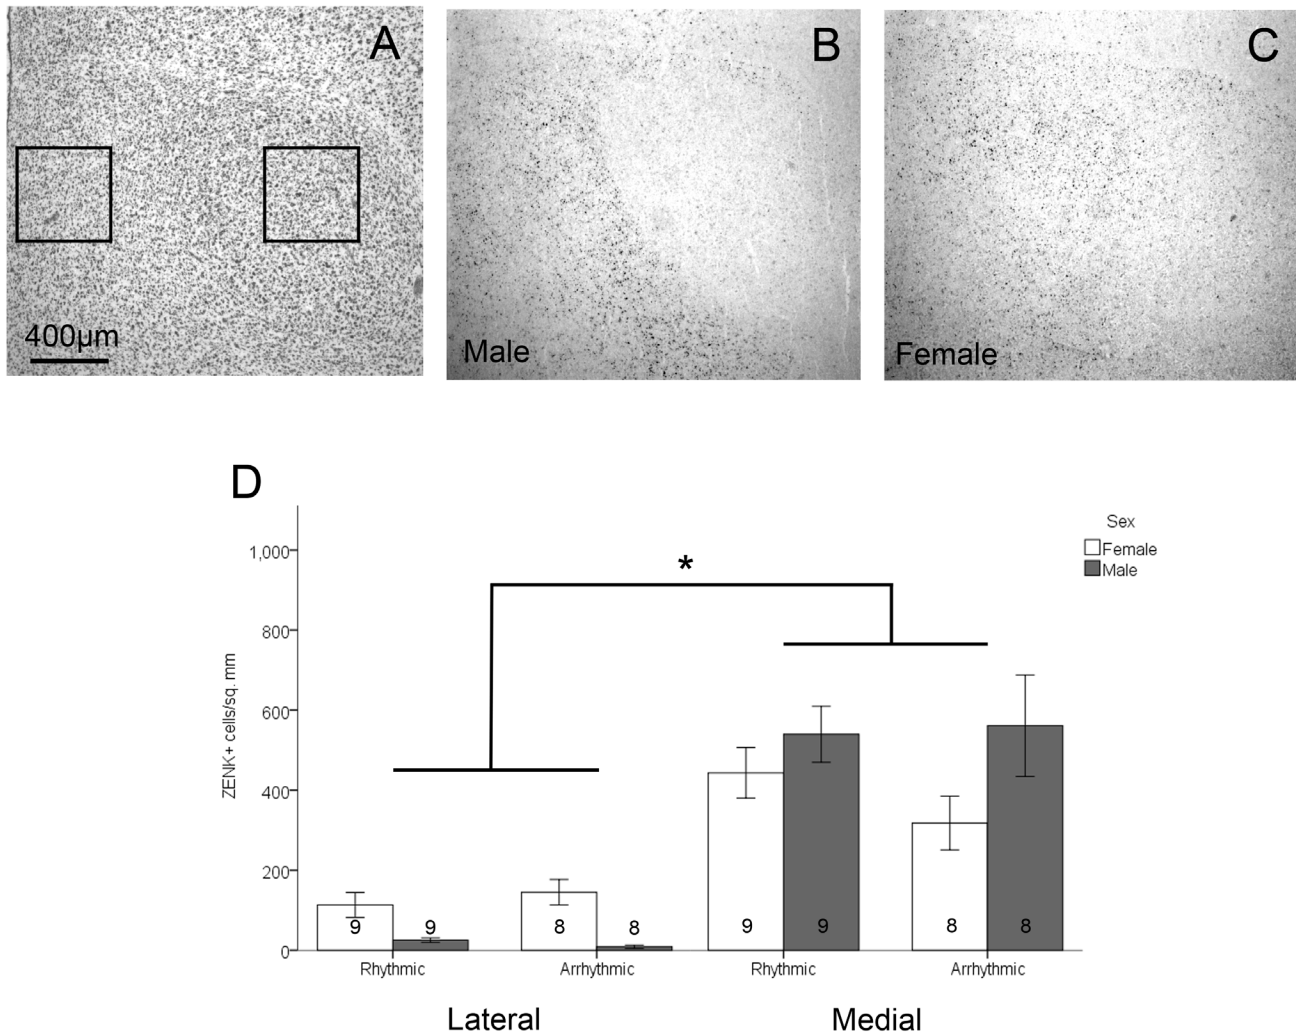 A
B
C
400µm
Male
Female
D
*
Sex
Female
Male
1,000
800
600
400
200
0
ZENK+ cells/sq. mm
9
9
8
8
9
9
8
8
Rhythmic
Arrhythmic
Rhythmic
Arrhythmic
Lateral
Medial